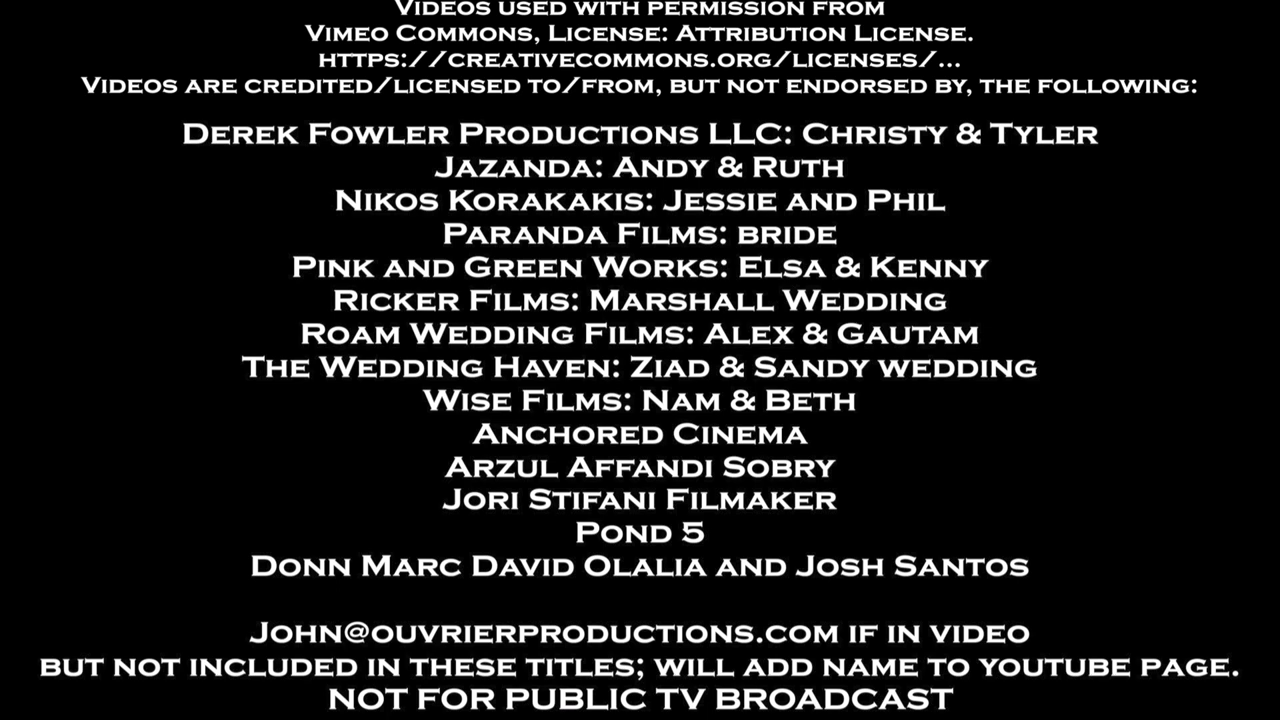 Videos used with permission from
Vimeo Commons, License: Attribution License.
https://creativecommons.org/licenses/...
Videos are credited/licensed to/from, but not endorsed by, the following:
Derek Fowler Productions LLC: Christy & Tyler
Jazanda: Andy & Ruth
Nikos Korakakis: Jessie and Phil
Paranda Films: bride
Pink and Green Works: Elsa & Kenny
Ricker Films: Marshall Wedding
Roam Wedding Films: Alex & Gautam
The Wedding Haven: Ziad & Sandy wedding
Wise Films: Nam & Beth
Anchored Cinema
Arzul Affandi Sobry
Jori Stifani Filmaker
Pond 5
Donn Marc David Olalia and Josh Santos
John@ouvrierproductions.com if in video
but not included in these titles; will add name to youtube page.
NOT FOR PUBLIC TV BROADCAST